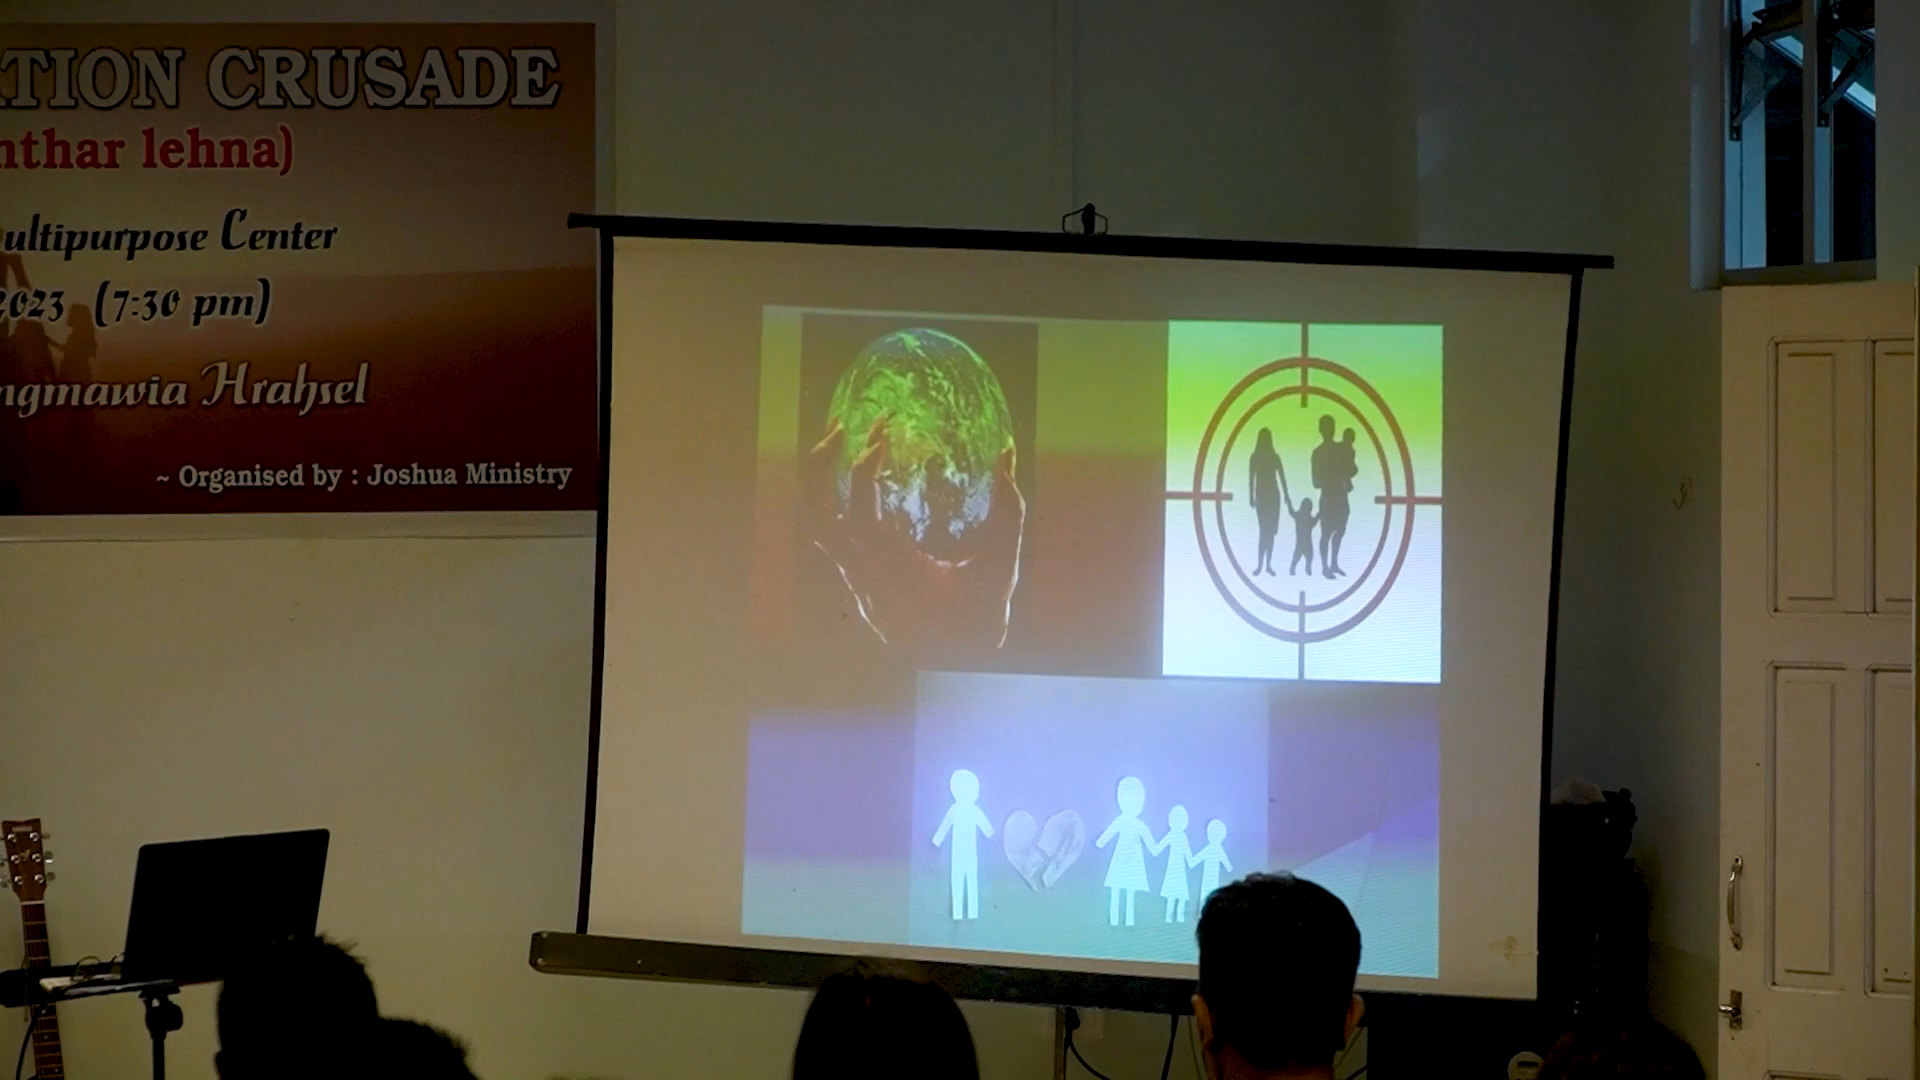 TION CRUSADE
nthar lehna)
ultipurpose Center
2023 (7:30 pm)
ngmawia Hrahsel
~ Organised by : Joshua Ministry